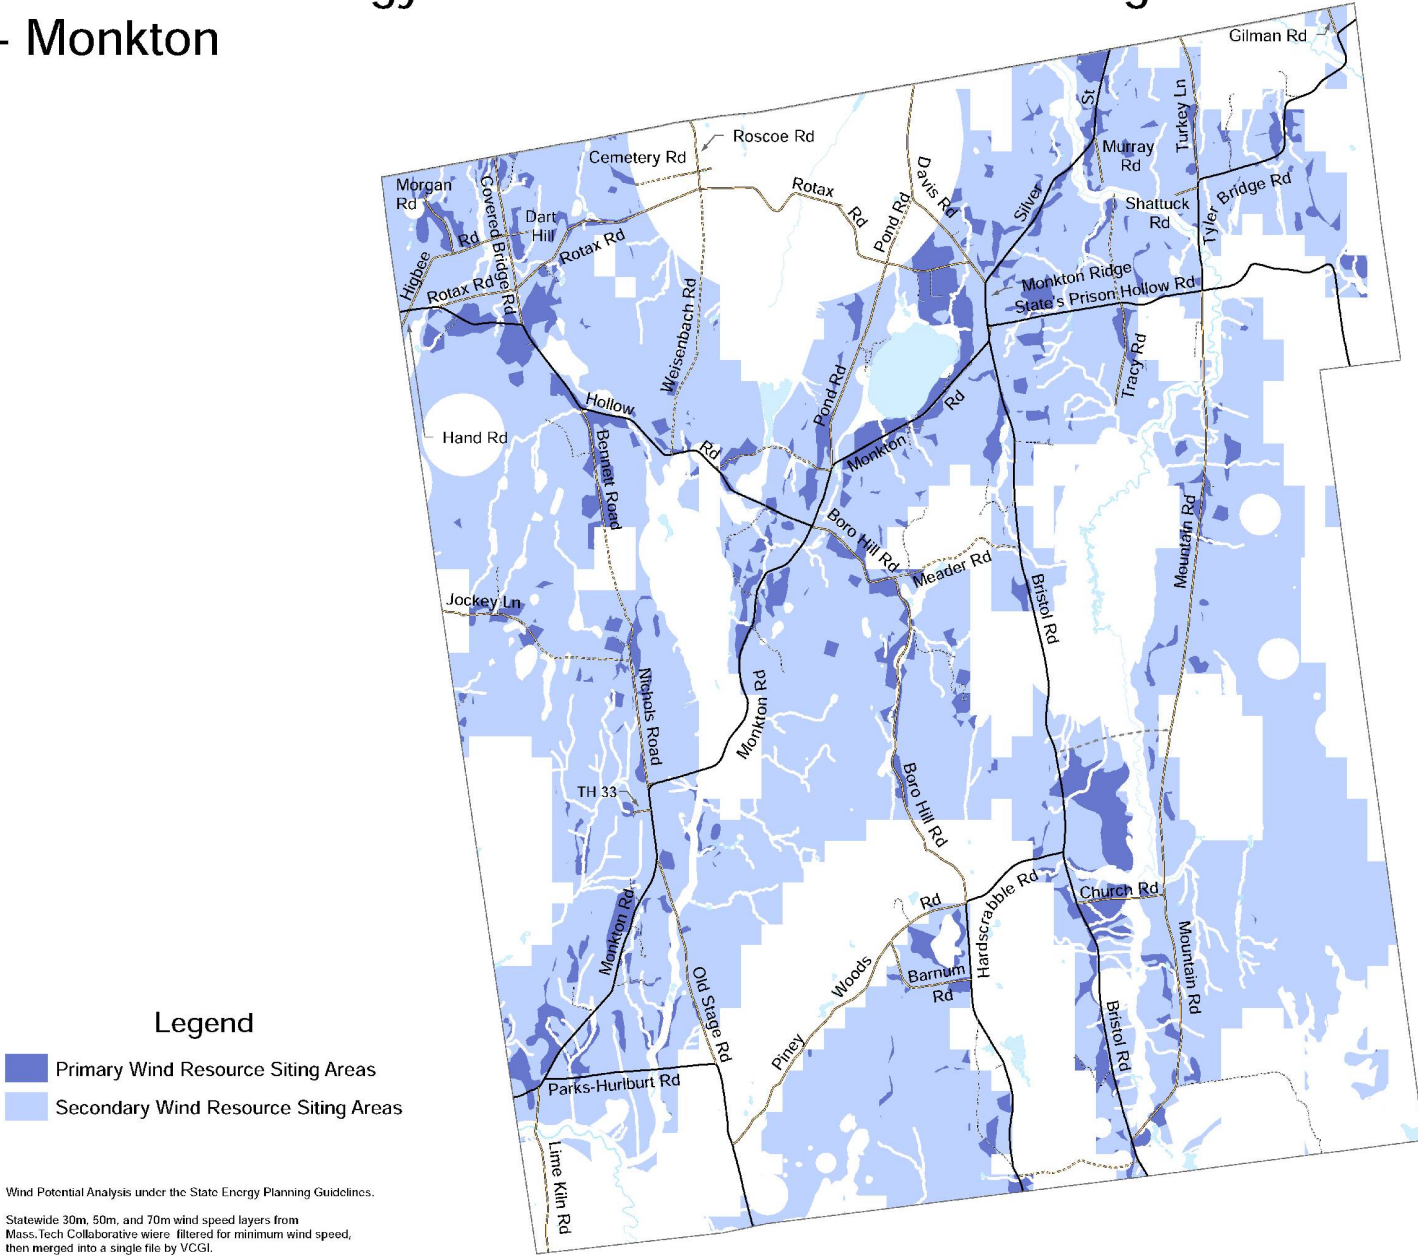 - Monkton
Gilman Rd
Roscoe Rd
Cemetery Rd
St
Turkey Ln
Murray
Rd
Morgan
Rd
Covered Bridge Rd
Dart
Hill
Rotax
Rd
Davis Rd
Pond Rd
Silver
Shattuck
Rd
Bridge Rd
Tyler
Higbee
Rd
Rotax Rd
Rotax Rd
Monkton Ridge
State's Prison Hollow Rd
Weisenbach Rd
Pond Rd
Tracy Rd
Hollow
Rd
Hand Rd
Bennett Road
Monkton
Rd
Boro Hill Rd
Meader Rd
Mountain Rd
Jockey Ln
Bristol Rd
Nichols Road
Monkton Rd
TH 33
Boro Hill Rd
Monkton Rd
Rd
Hardscrabble Rd
Church Rd
Barnum
Rd
Woods
Piney
Old Stage Rd
Mountain Rd
Bristol Rd
Parks-Hurlburt Rd
Lime Kiln Rd
Legend
Primary Wind Resource Siting Areas
Secondary Wind Resource Siting Areas
Wind Potential Analysis under the State Energy Planning Guidelines.
Statewide 30m, 50m, and 70m wind speed layers from
Mass.Tech Collaborative wiere filtered for minimum wind speed,
then merged into a single file by VCGI.